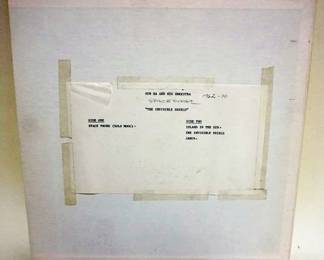 SUN RA AND HIS ARKESTRA
"THE INVISIBLE SHIELD"
SIDE ONE
SPACE PROBE (SOLO MOOG)
SIDE TWO
ISLAND IN THE SUN
THE INVISIBLE SHIELD
JANUS